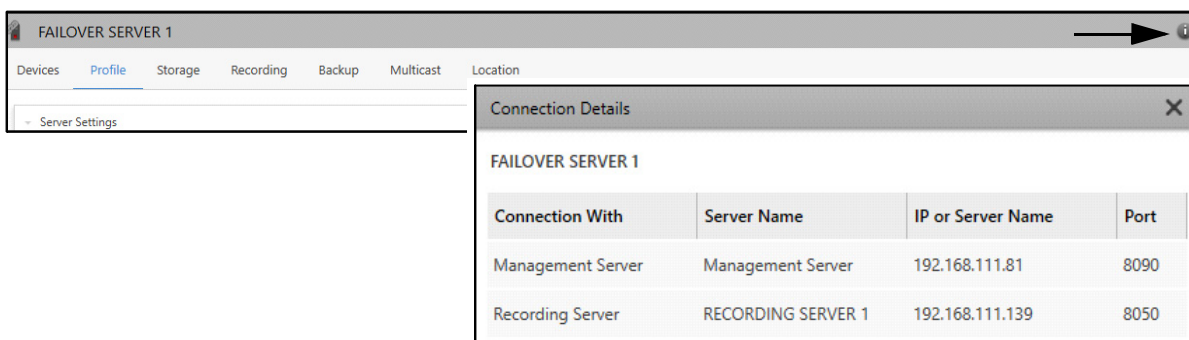 FAILOVER SERVER 1
Devices Profile Storage Recording Backup Multicast Location
Server Settings
Connection Details
FAILOVER SERVER 1
Connection With Server Name IP or Server Name Port
Management Server Management Server 192.168.111.81 8090
Recording Server RECORDING SERVER 1 192.168.111.139 8050